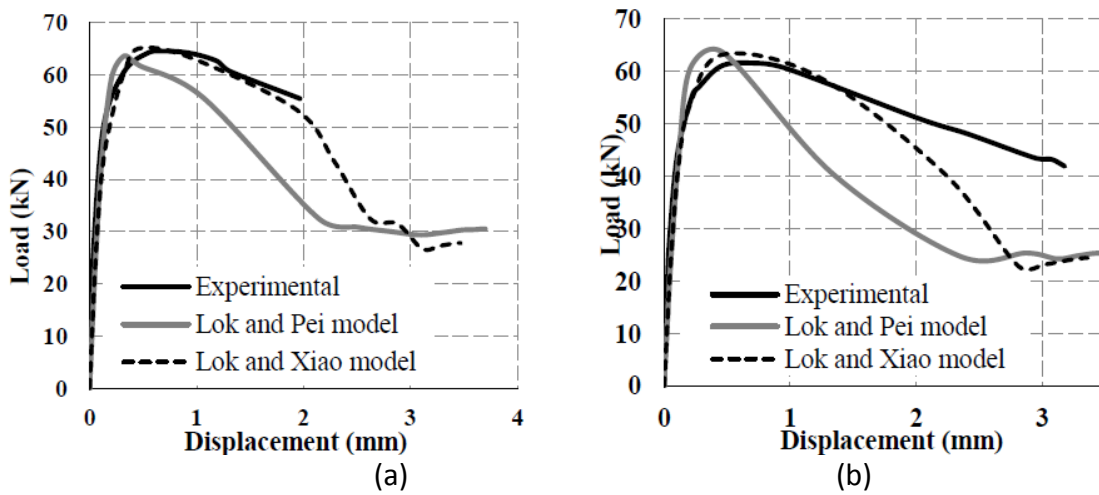 70
60
50
40
30
20
10
0
Load (kN)
Experimental
Lok and Pei model
Lok and Xiao model
0 1 2 3 4
Displacement (mm)
(a)
70
60
50
40
30
20
10
0
Load (kN)
Experimental
Lok and Pei model
Lok and Xiao model
0 1 2 3
Displacement (mm)
(b)